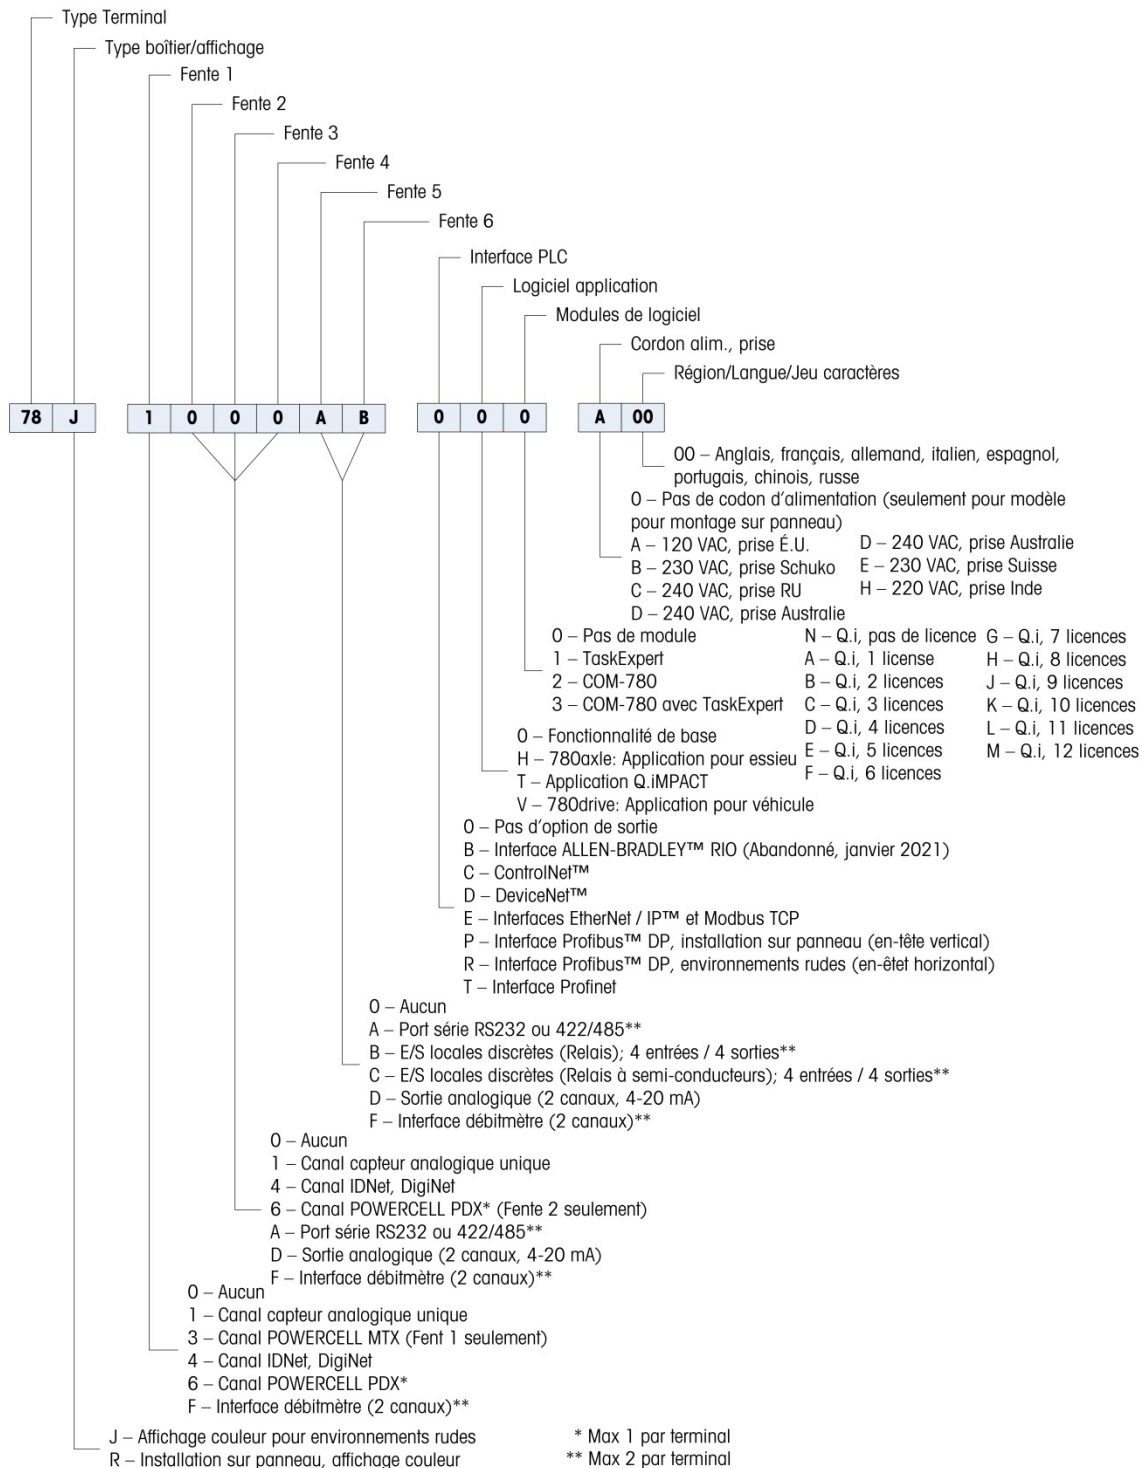 Type Terminal
Type boîtier/affichage
Fente 1
Fente 2
Fente 3
Fente 4
Fente 5
Fente 6
Interface PLC
Logiciel application
Modules de logiciel
Cordon alim., prise
Région/Langue/Jeu caractères
78 J 1 0 0 0 A B 0 0 0 A 00
00 – Anglais, français, allemand, italien, espagnol,
portugais, chinois, russe
0 – Pas de codon d'alimentation (seulement pour modèle
pour montage sur panneau)
A – 120 VAC, prise É.U.
B – 230 VAC, prise Schuko
C – 240 VAC, prise RU
D – 240 VAC, prise Australie
D – 240 VAC, prise Australie
E – 230 VAC, prise Suisse
H – 220 VAC, prise Inde
0 – Pas de module
1 – TaskExpert
2 – COM-780
3 – COM-780 avec TaskExpert
N – Q.i, pas de licence
A – Q.i, 1 license
B – Q.i, 2 licences
C – Q.i, 3 licences
D – Q.i, 4 licences
E – Q.i, 5 licences
F – Q.i, 6 licences
G – Q.i, 7 licences
H – Q.i, 8 licences
J – Q.i, 9 licences
K – Q.i, 10 licences
L – Q.i, 11 licences
M – Q.i, 12 licences
0 – Fonctionnalité de base
H – 780axle: Application pour essieu
T – Application Q.iMPACT
V – 780drive: Application pour véhicule
0 – Pas d'option de sortie
B – Interface ALLEN-BRADLEY™ RIO (Abandonné, janvier 2021)
C – ControlNet™
D – DeviceNet™
E – Interfaces EtherNet / IP™ et Modbus TCP
P – Interface Profibus™ DP, installation sur panneau (en-tête vertical)
R – Interface Profibus™ DP, environnements rudes (en-êtet horizontal)
T – Interface Profinet
0 – Aucun
A – Port série RS232 ou 422/485**
B – E/S locales discrètes (Relais); 4 entrées / 4 sorties**
C – E/S locales discrètes (Relais à semi-conducteurs); 4 entrées / 4 sorties**
D – Sortie analogique (2 canaux, 4-20 mA)
F – Interface débitmètre (2 canaux)**
0 – Aucun
1 – Canal capteur analogique unique
4 – Canal IDNet, DigiNet
6 – Canal POWERCELL PDX* (Fente 2 seulement)
A – Port série RS232 ou 422/485**
D – Sortie analogique (2 canaux, 4-20 mA)
F – Interface débitmètre (2 canaux)**
0 – Aucun
1 – Canal capteur analogique unique
3 – Canal POWERCELL MTX (Fent 1 seulement)
4 – Canal IDNet, DigiNet
6 – Canal POWERCELL PDX*
F – Interface débitmètre (2 canaux)**
J – Affichage couleur pour environnements rudes
R – Installation sur panneau, affichage couleur
* Max 1 par terminal
** Max 2 par terminal